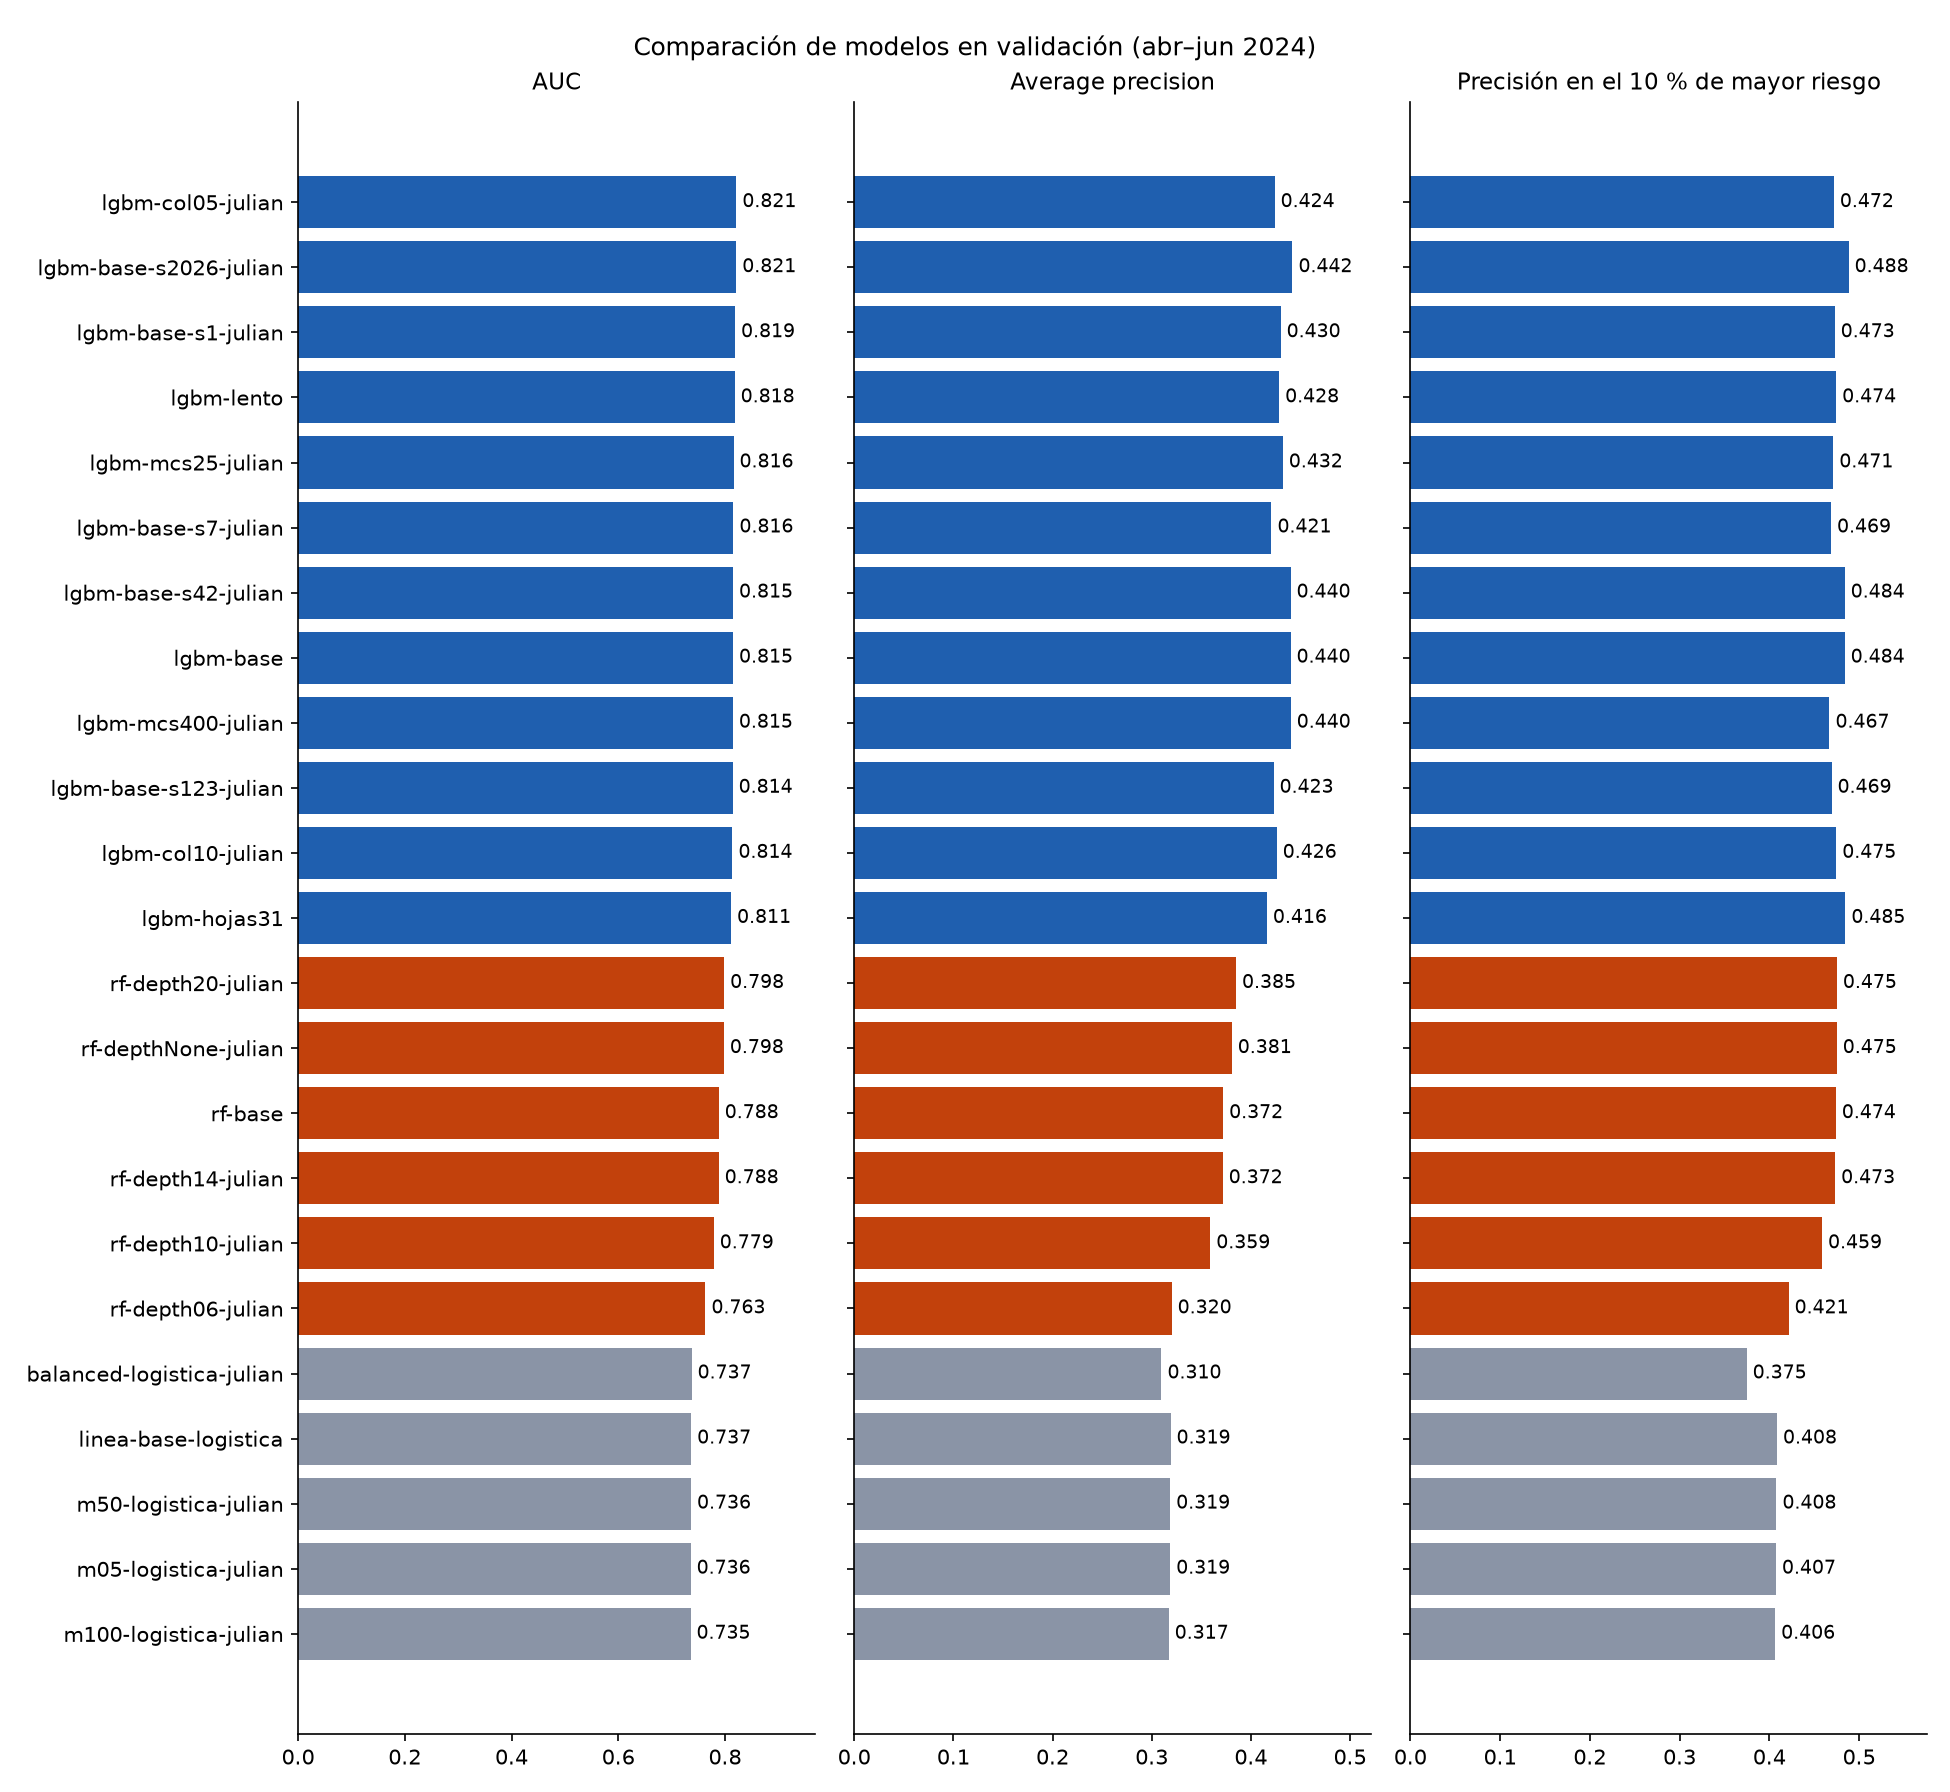 Comparación de modelos en validación (abr–jun 2024)
AUC
Average precision
Precisión en el 10 % de mayor riesgo
lgbm-col05-julian 0.821 0.424 0.472
lgbm-base-s2026-julian 0.821 0.442 0.488
lgbm-base-s1-julian 0.819 0.430 0.473
lgbm-lento 0.818 0.428 0.474
lgbm-mcs25-julian 0.816 0.432 0.471
lgbm-base-s7-julian 0.816 0.421 0.469
lgbm-base-s42-julian 0.815 0.440 0.484
lgbm-base 0.815 0.440 0.484
lgbm-mcs400-julian 0.815 0.440 0.467
lgbm-base-s123-julian 0.814 0.423 0.469
lgbm-col10-julian 0.814 0.426 0.475
lgbm-hojas31 0.811 0.416 0.485
rf-depth20-julian 0.798 0.385 0.475
rf-depthNone-julian 0.798 0.381 0.475
rf-base 0.788 0.372 0.474
rf-depth14-julian 0.788 0.372 0.473
rf-depth10-julian 0.779 0.359 0.459
rf-depth06-julian 0.763 0.320 0.421
balanced-logistica-julian 0.737 0.310 0.375
linea-base-logistica 0.737 0.319 0.408
m50-logistica-julian 0.736 0.319 0.408
m05-logistica-julian 0.736 0.319 0.407
m100-logistica-julian 0.735 0.317 0.406
0.0 0.2 0.4 0.6 0.8
0.0 0.1 0.2 0.3 0.4 0.5
0.0 0.1 0.2 0.3 0.4 0.5